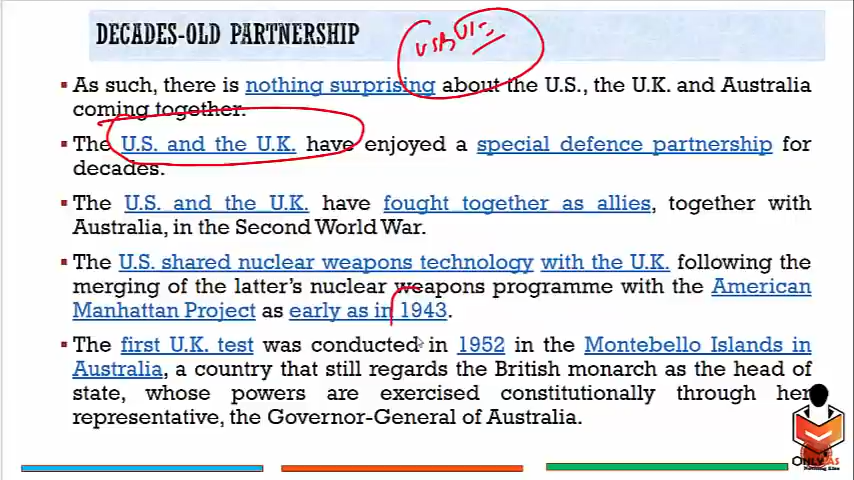 DECADES-OLD PARTNERSHIP
USA UK
▪ As such, there is nothing surprising about the U.S., the U.K. and Australia
coming together.
▪ The U.S. and the U.K. have enjoyed a special defence partnership for
decades.
▪ The U.S. and the U.K. have fought together as allies, together with
Australia, in the Second World War.
▪ The U.S. shared nuclear weapons technology with the U.K. following the
merging of the latter's nuclear weapons programme with the American
Manhattan Project as early as in 1943.
▪ The first U.K. test was conducted in 1952 in the Montebello Islands in
Australia, a country that still regards the British monarch as the head of
state, whose powers are exercised constitutionally through her
representative, the Governor-General of Australia.
ONLY IAS
Nothing Else